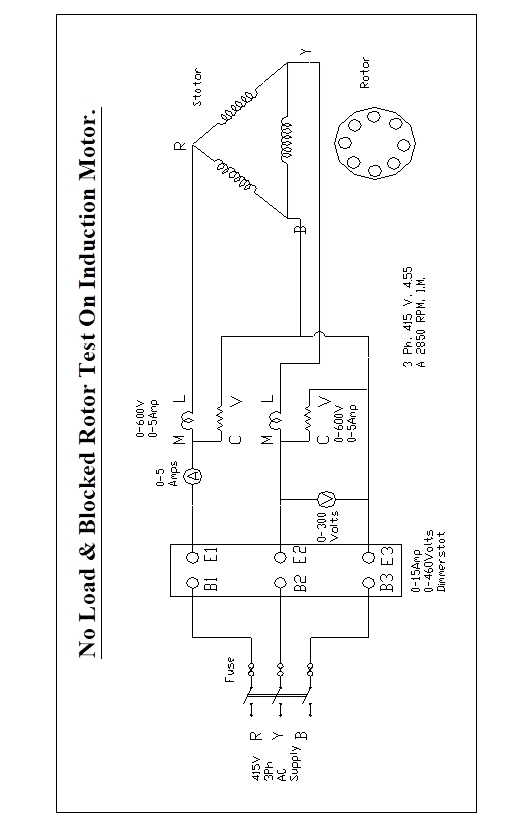 No Load & Blocked Rotor Test On Induction Motor.
415V
3Ph
AC
Supply
R
Y
B
Fuse
B1 E1
B2 E2
B3 E3
0-15Amp
0-460Volts
Dimmerstot
0-5
Amps
A
0-300
Volts
V
0-600V
0-5Amp
M L
C V
M L
C V
0-600V
0-5Amp
R
Y
B
Stator
Rotor
3 Ph. 415 V, 4.55
A 2850 RPM, I.M.